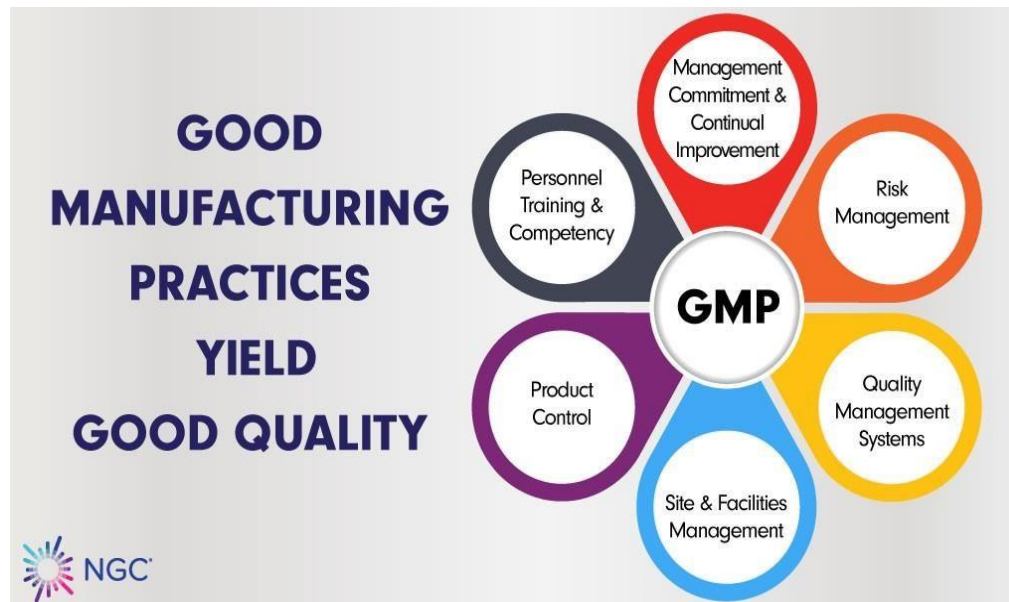 GOOD
MANUFACTURING
PRACTICES
YIELD
GOOD QUALITY
Management
Commitment &
Continual
Improvement
Risk
Management
Quality
Management
Systems
Site & Facilities
Management
Product
Control
Personnel
Training &
Competency
GMP
NGC